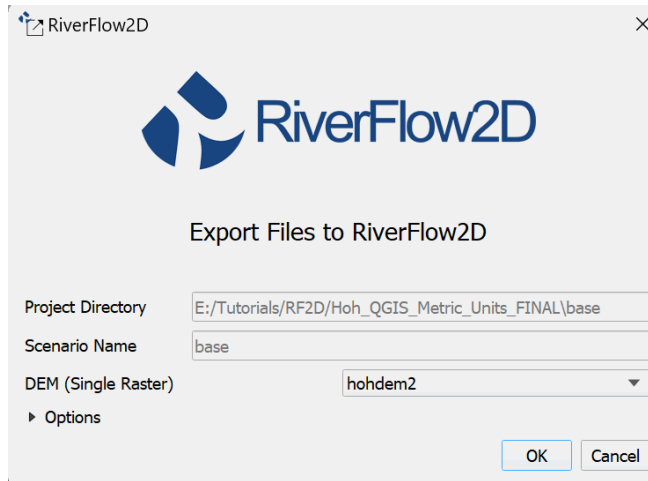 RiverFlow2D
RiverFlow2D
Export Files to RiverFlow2D
Project Directory E:/Tutorials/RF2D/Hoh_QGIS_Metric_Units_FINAL\base
Scenario Name base
DEM (Single Raster) hohdem2
Options
OK Cancel